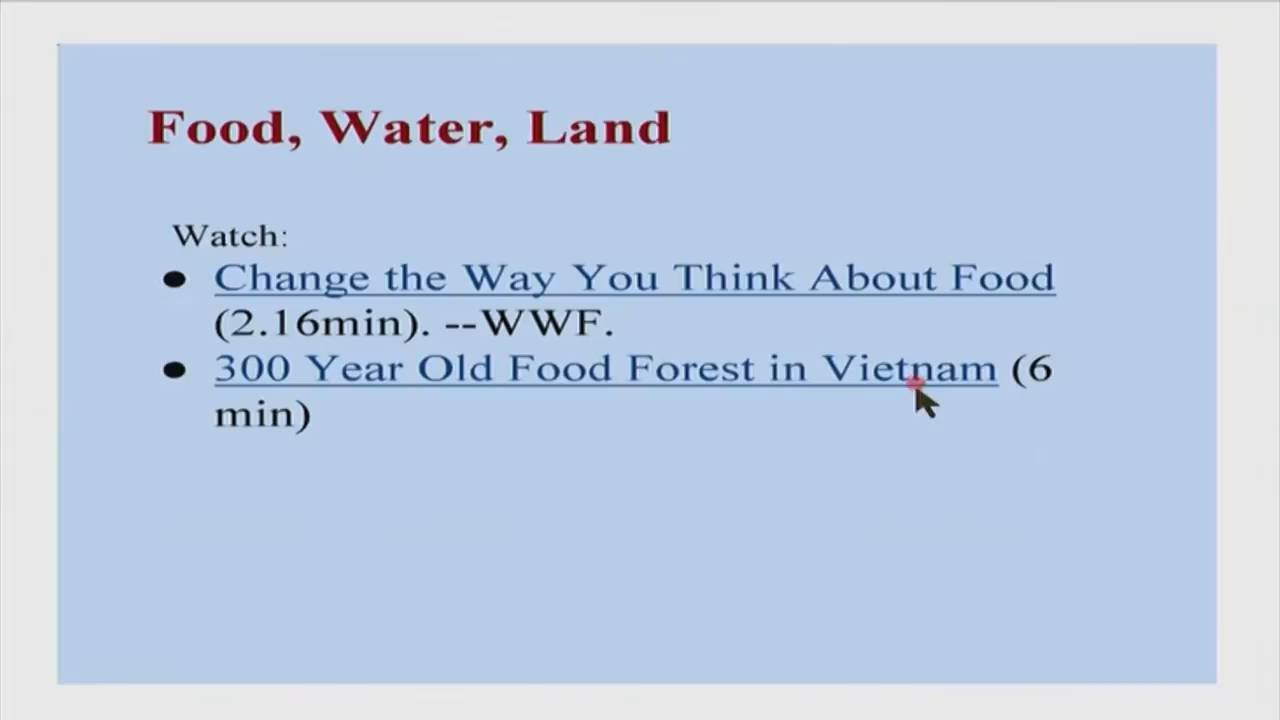 Food, Water, Land
Watch:
● Change the Way You Think About Food
(2.16min). --WWF.
● 300 Year Old Food Forest in Vietnam (6
min)